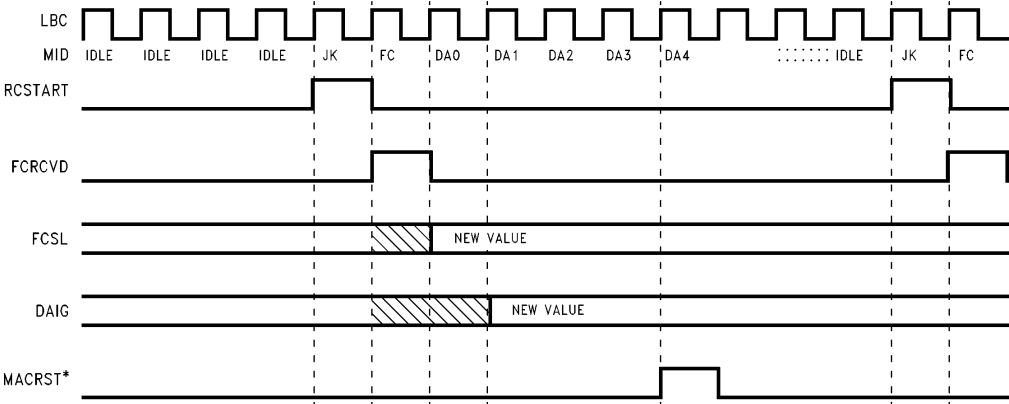 LBC
MID IDLE IDLE IDLE IDLE JK FC DA0 DA1 DA2 DA3 DA4 IDLE JK FC
RCSTART
FCRCVD
FCSL NEW VALUE
DAIG NEW VALUE
MACRST*